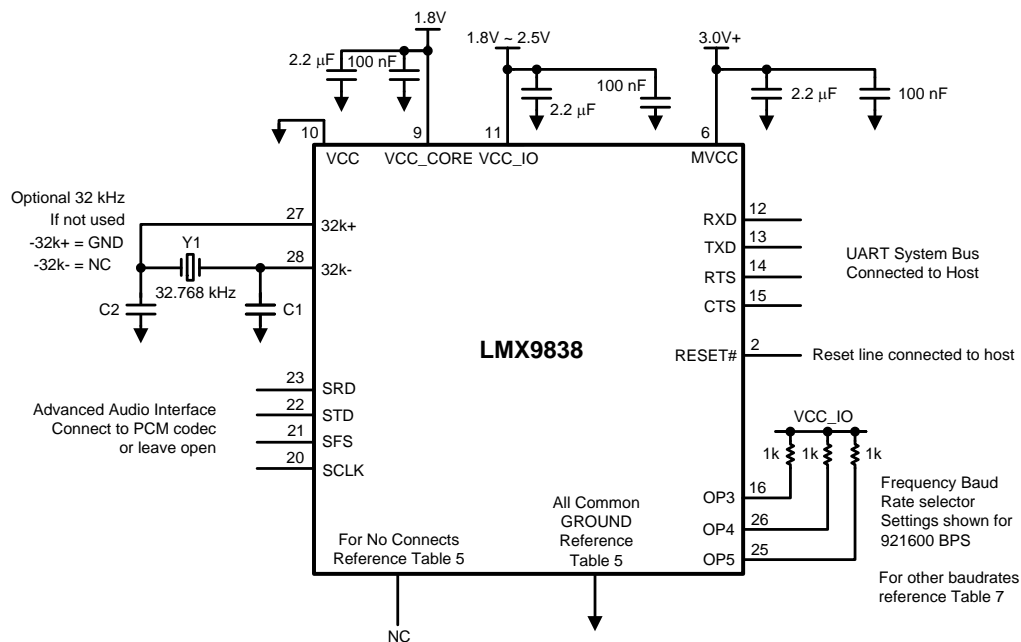 1.8V
1.8V ~ 2.5V
3.0V+
2.2 μF
100 nF
2.2 μF
100 nF
2.2 μF
100 nF
10
9
11
6
VCC
VCC_CORE
VCC_IO
MVCC
Optional 32 kHz
If not used
-32k+ = GND
-32k- = NC
27
32k+
Y1
28
32k-
32.768 kHz
C2
C1
RXD
12
TXD
13
RTS
14
CTS
15
UART System Bus
Connected to Host
LMX9838
RESET#
2
Reset line connected to host
Advanced Audio Interface
Connect to PCM codec
or leave open
23
SRD
22
STD
21
SFS
20
SCLK
VCC_IO
1k
1k
1k
OP3
16
OP4
26
OP5
25
Frequency Baud
Rate selector
Settings shown for
921600 BPS
For other baudrates
reference Table 7
For No Connects
Reference Table 5
All Common
GROUND
Reference
Table 5
NC